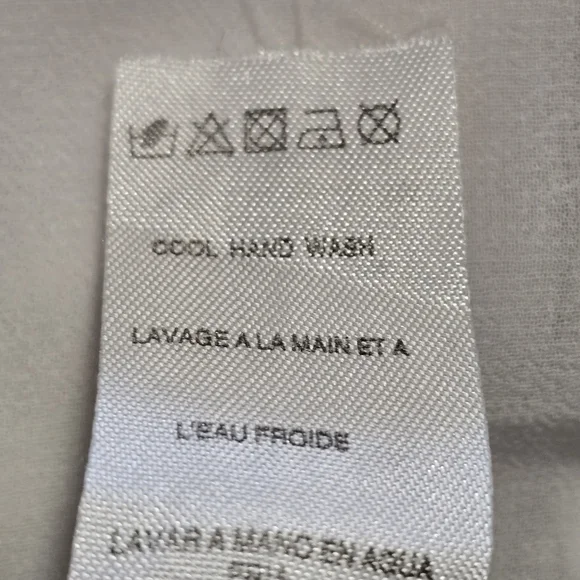 COOL HAND WASH
LAVAGE A LA MAIN ET A
L'EAU FROIDE
LAVAR A MANO EN AGUA